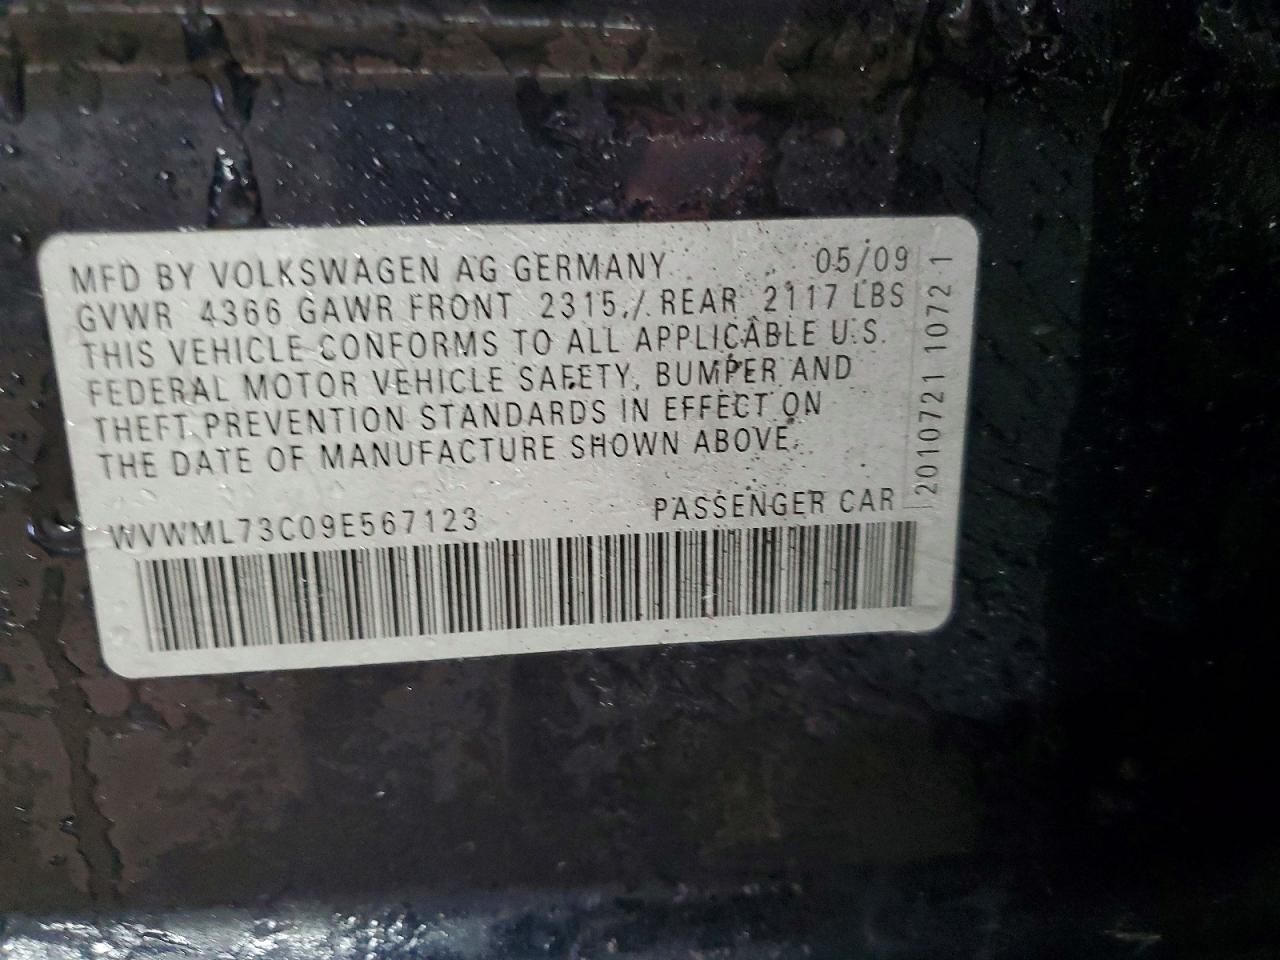 MFD BY VOLKSWAGEN AG GERMANY 05/09
GVWR 4366 GAWR FRONT 2315 / REAR 2117 LBS
THIS VEHICLE CONFORMS TO ALL APPLICABLE U.S.
FEDERAL MOTOR VEHICLE SAFETY, BUMPER AND
THEFT PREVENTION STANDARDS IN EFFECT ON
THE DATE OF MANUFACTURE SHOWN ABOVE.
WVWML73C09E567123 PASSENGER CAR
2010721 1072 1